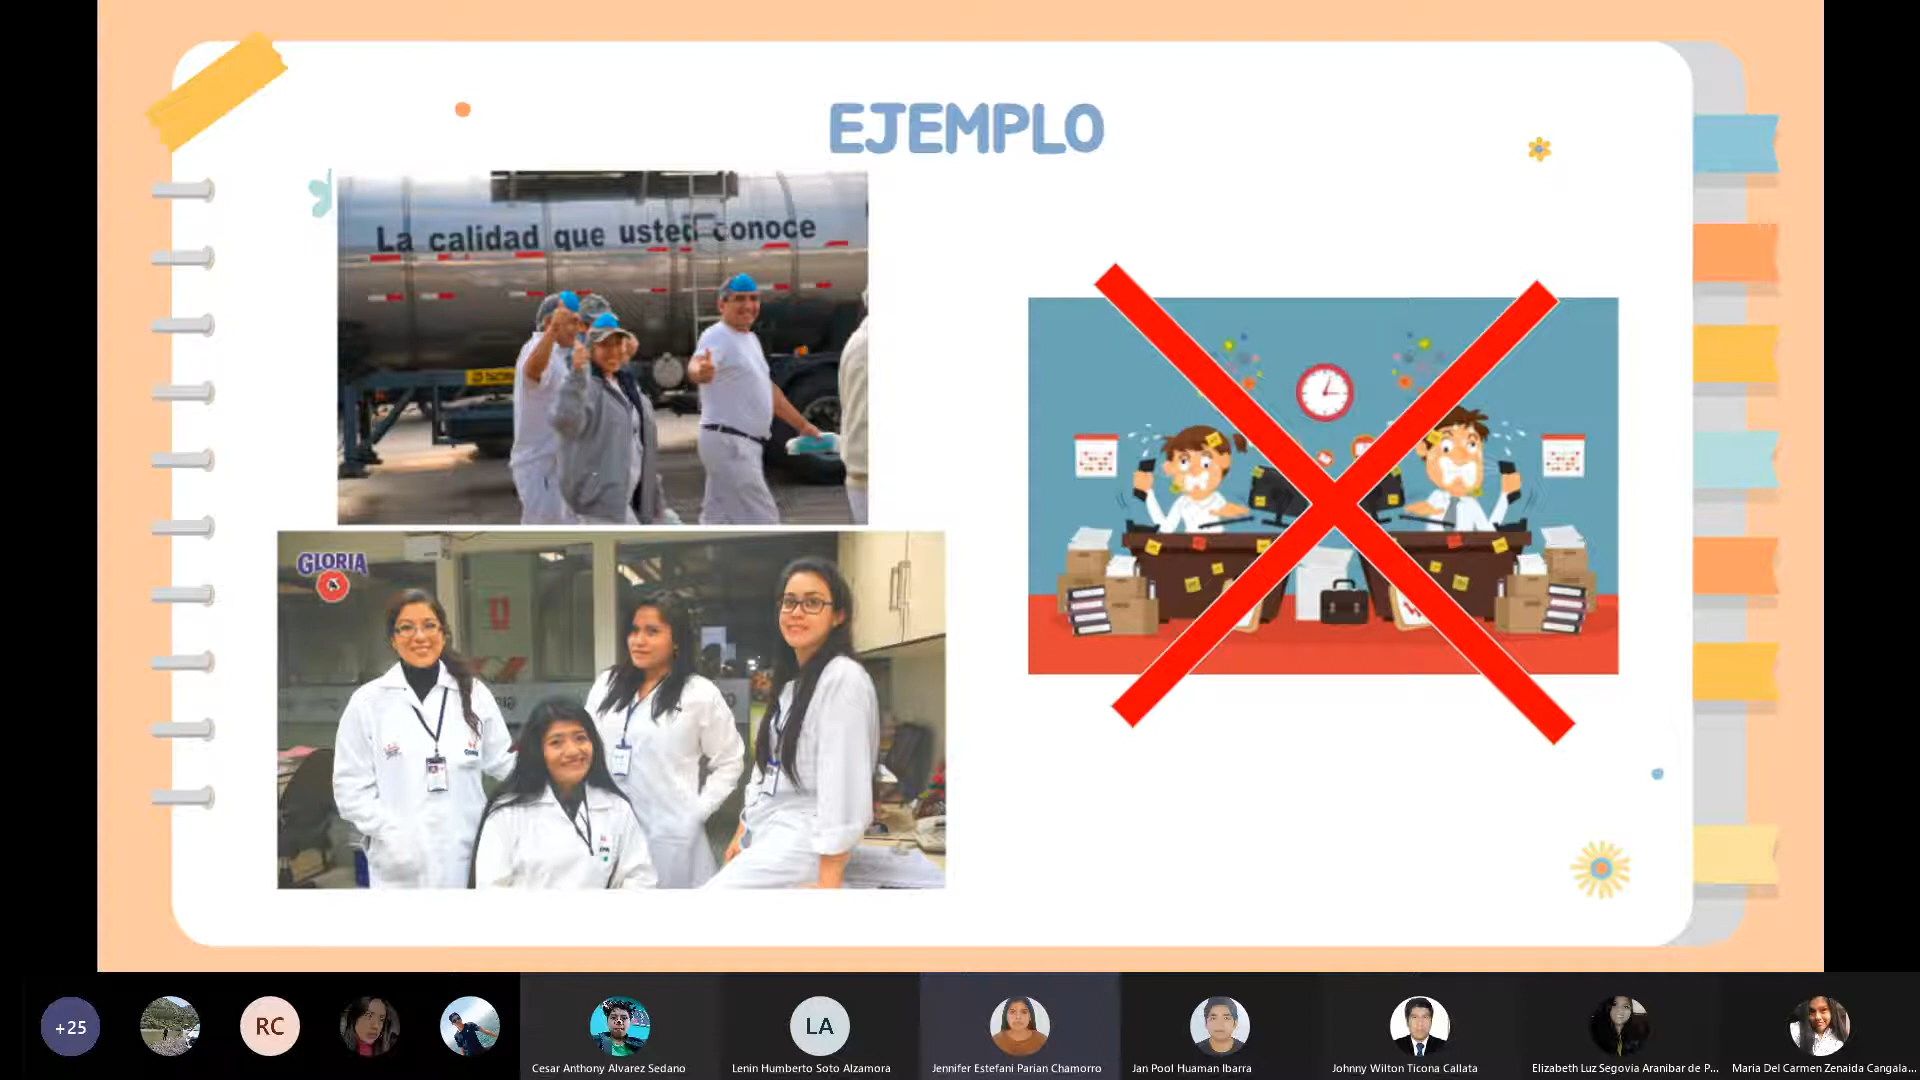 EJEMPLO
La calidad que usted conoce
GLORIA
+25
RC
LA
Cesar Anthony Alvarez Sedano
Lenin Humberto Soto Alzamora
Jennifer Estefani Parian Chamorro
Jan Pool Huaman Ibarra
Johnny Wilton Ticona Callata
Elizabeth Luz Segovia Aranibar de P...
Maria Del Carmen Zenaida Cangala...